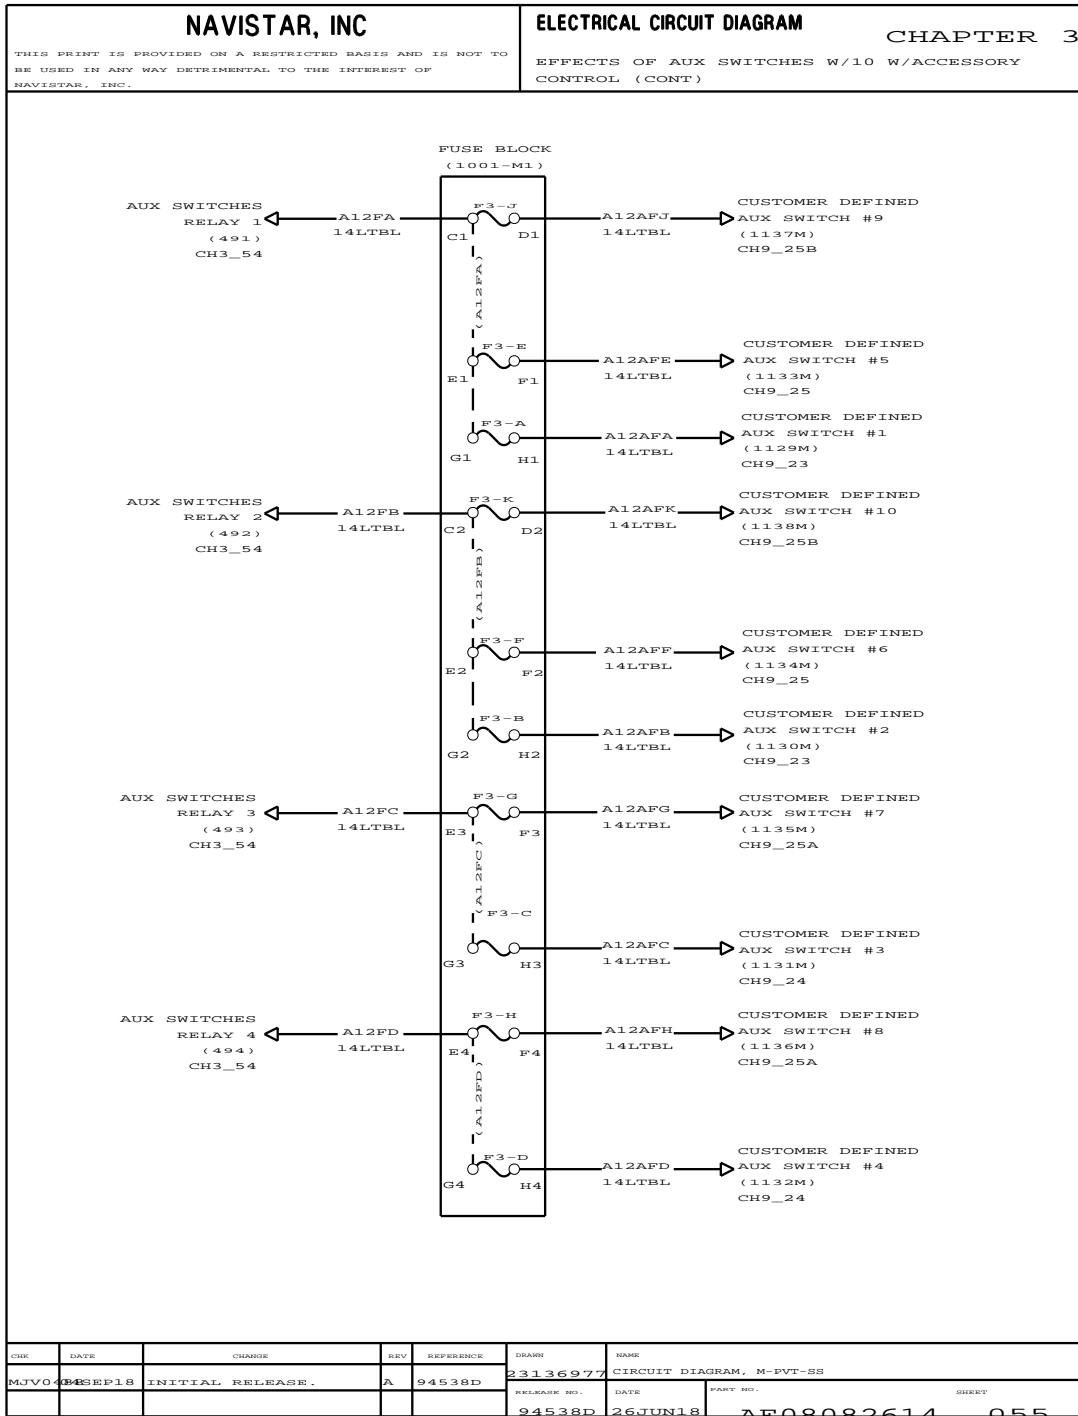 NAVISTAR, INC
THIS PRINT IS PROVIDED ON A RESTRICTED BASIS AND IS NOT TO
BE USED IN ANY WAY DETRIMENTAL TO THE INTEREST OF
NAVISTAR, INC.
ELECTRICAL CIRCUIT DIAGRAM
CHAPTER 3
EFFECTS OF AUX SWITCHES W/10 W/ACCESSORY
CONTROL (CONT)
FUSE BLOCK
(1001-M1)
AUX SWITCHES
RELAY 1
(491)
CH3_54
A12FA
14LTBL
F3-J
C1
D1
A12AFJ
14LTBL
CUSTOMER DEFINED
AUX SWITCH #9
(1137M)
CH9_25B
(A12FA)
F3-E
E1
F1
A12AFE
14LTBL
CUSTOMER DEFINED
AUX SWITCH #5
(1133M)
CH9_25
F3-A
G1
H1
A12AFA
14LTBL
CUSTOMER DEFINED
AUX SWITCH #1
(1129M)
CH9_23
AUX SWITCHES
RELAY 2
(492)
CH3_54
A12FB
14LTBL
F3-K
C2
D2
A12AFK
14LTBL
CUSTOMER DEFINED
AUX SWITCH #10
(1138M)
CH9_25B
(A12FB)
F3-F
E2
F2
A12AFF
14LTBL
CUSTOMER DEFINED
AUX SWITCH #6
(1134M)
CH9_25
F3-B
G2
H2
A12AFB
14LTBL
CUSTOMER DEFINED
AUX SWITCH #2
(1130M)
CH9_23
AUX SWITCHES
RELAY 3
(493)
CH3_54
A12FC
14LTBL
F3-G
E3
F3
A12AFG
14LTBL
CUSTOMER DEFINED
AUX SWITCH #7
(1135M)
CH9_25A
(A12FC)
F3-C
G3
H3
A12AFC
14LTBL
CUSTOMER DEFINED
AUX SWITCH #3
(1131M)
CH9_24
AUX SWITCHES
RELAY 4
(494)
CH3_54
A12FD
14LTBL
F3-H
E4
F4
A12AFH
14LTBL
CUSTOMER DEFINED
AUX SWITCH #8
(1136M)
CH9_25A
(A12FD)
F3-D
G4
H4
A12AFD
14LTBL
CUSTOMER DEFINED
AUX SWITCH #4
(1132M)
CH9_24
CHK DATE CHANGE REV REFERENCE
INITIAL RELEASE. A 94538D
DRAWN
23136977
NAME
CIRCUIT DIAGRAM, M-PVT-SS
RELEASE NO.
94538D
DATE
26JUN18
PART NO. SHEET
AE08082614 055